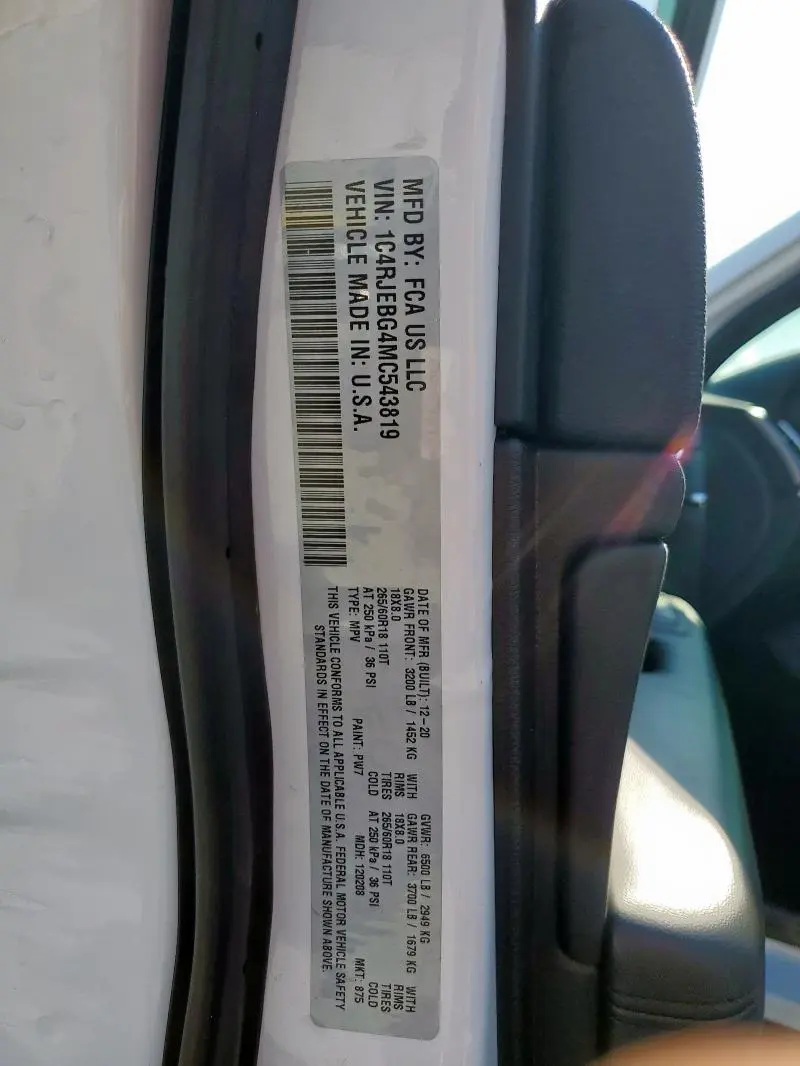 MFD BY: FCA US LLC
VIN: 1C4RJEBG4MC543819
VEHICLE MADE IN: U.S.A.
DATE OF MFR (BUILT): 12-20 GVWR: 6500 LB / 2949 KG
GAWR FRONT: 3200 LB / 1452 KG WITH GAWR REAR: 3700 LB / 1679 KG WITH
18X8.0 RIMS 18X8.0 RIMS
265/60R18 110T TIRES 265/60R18 110T TIRES
AT 250 kPa / 36 PSI COLD AT 250 kPa / 36 PSI COLD
TYPE: MPV PAINT: PW7 MDH: 120208 MKT: 875
THIS VEHICLE CONFORMS TO ALL APPLICABLE U.S.A. FEDERAL MOTOR VEHICLE SAFETY
STANDARDS IN EFFECT ON THE DATE OF MANUFACTURE SHOWN ABOVE.